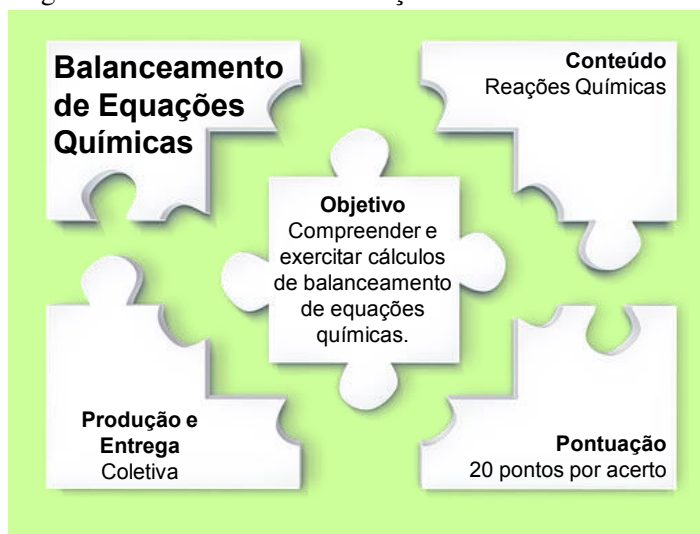 Balanceamento
de Equações
Químicas
Conteúdo
Reações Químicas
Objetivo
Compreender e
exercitar cálculos
de balanceamento
de equações
químicas.
Produção e
Entrega
Coletiva
Pontuação
20 pontos por acerto